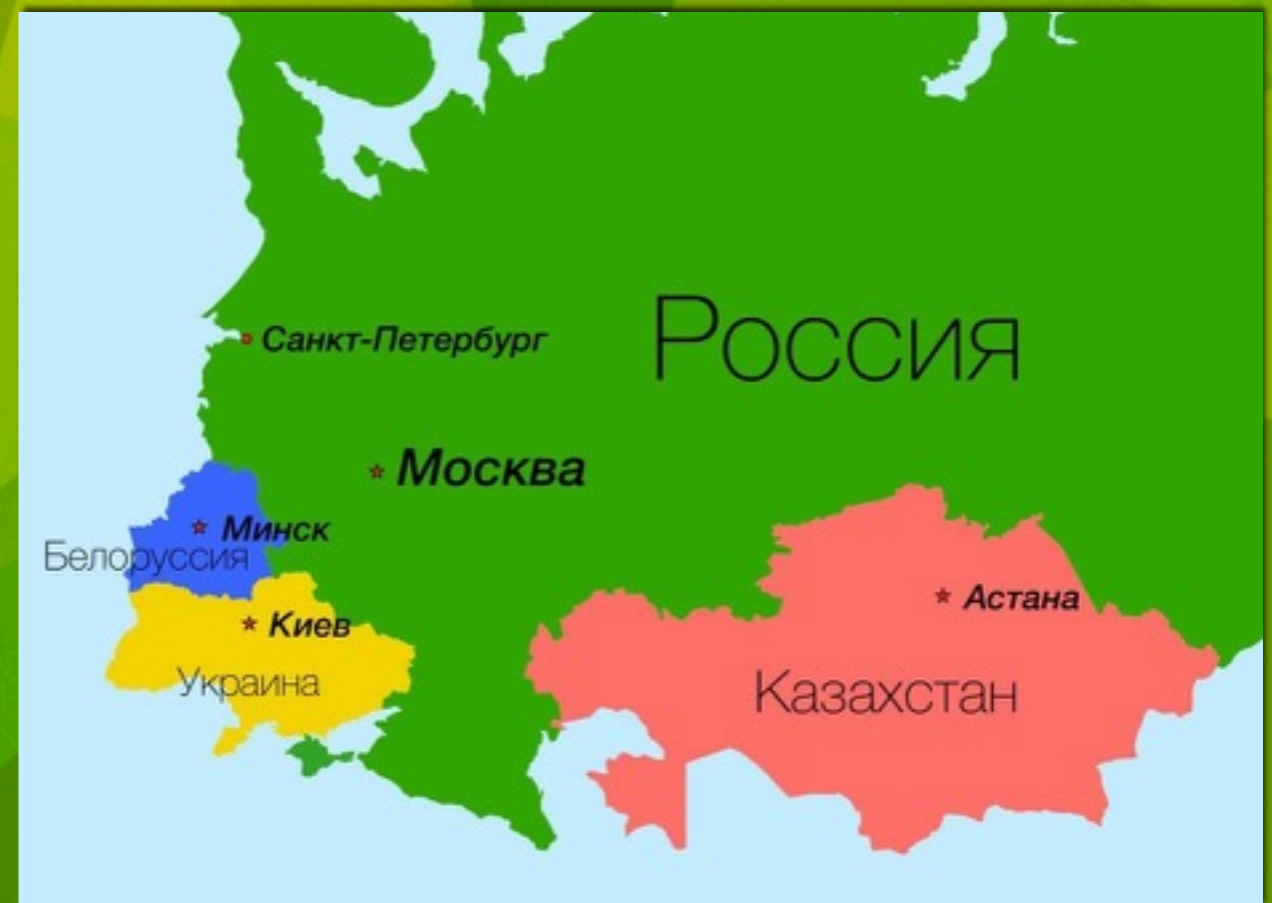 Санкт-Петербург
Россия
Москва
Минск
Белоруссия
Астана
Киев
Украина
Казахстан